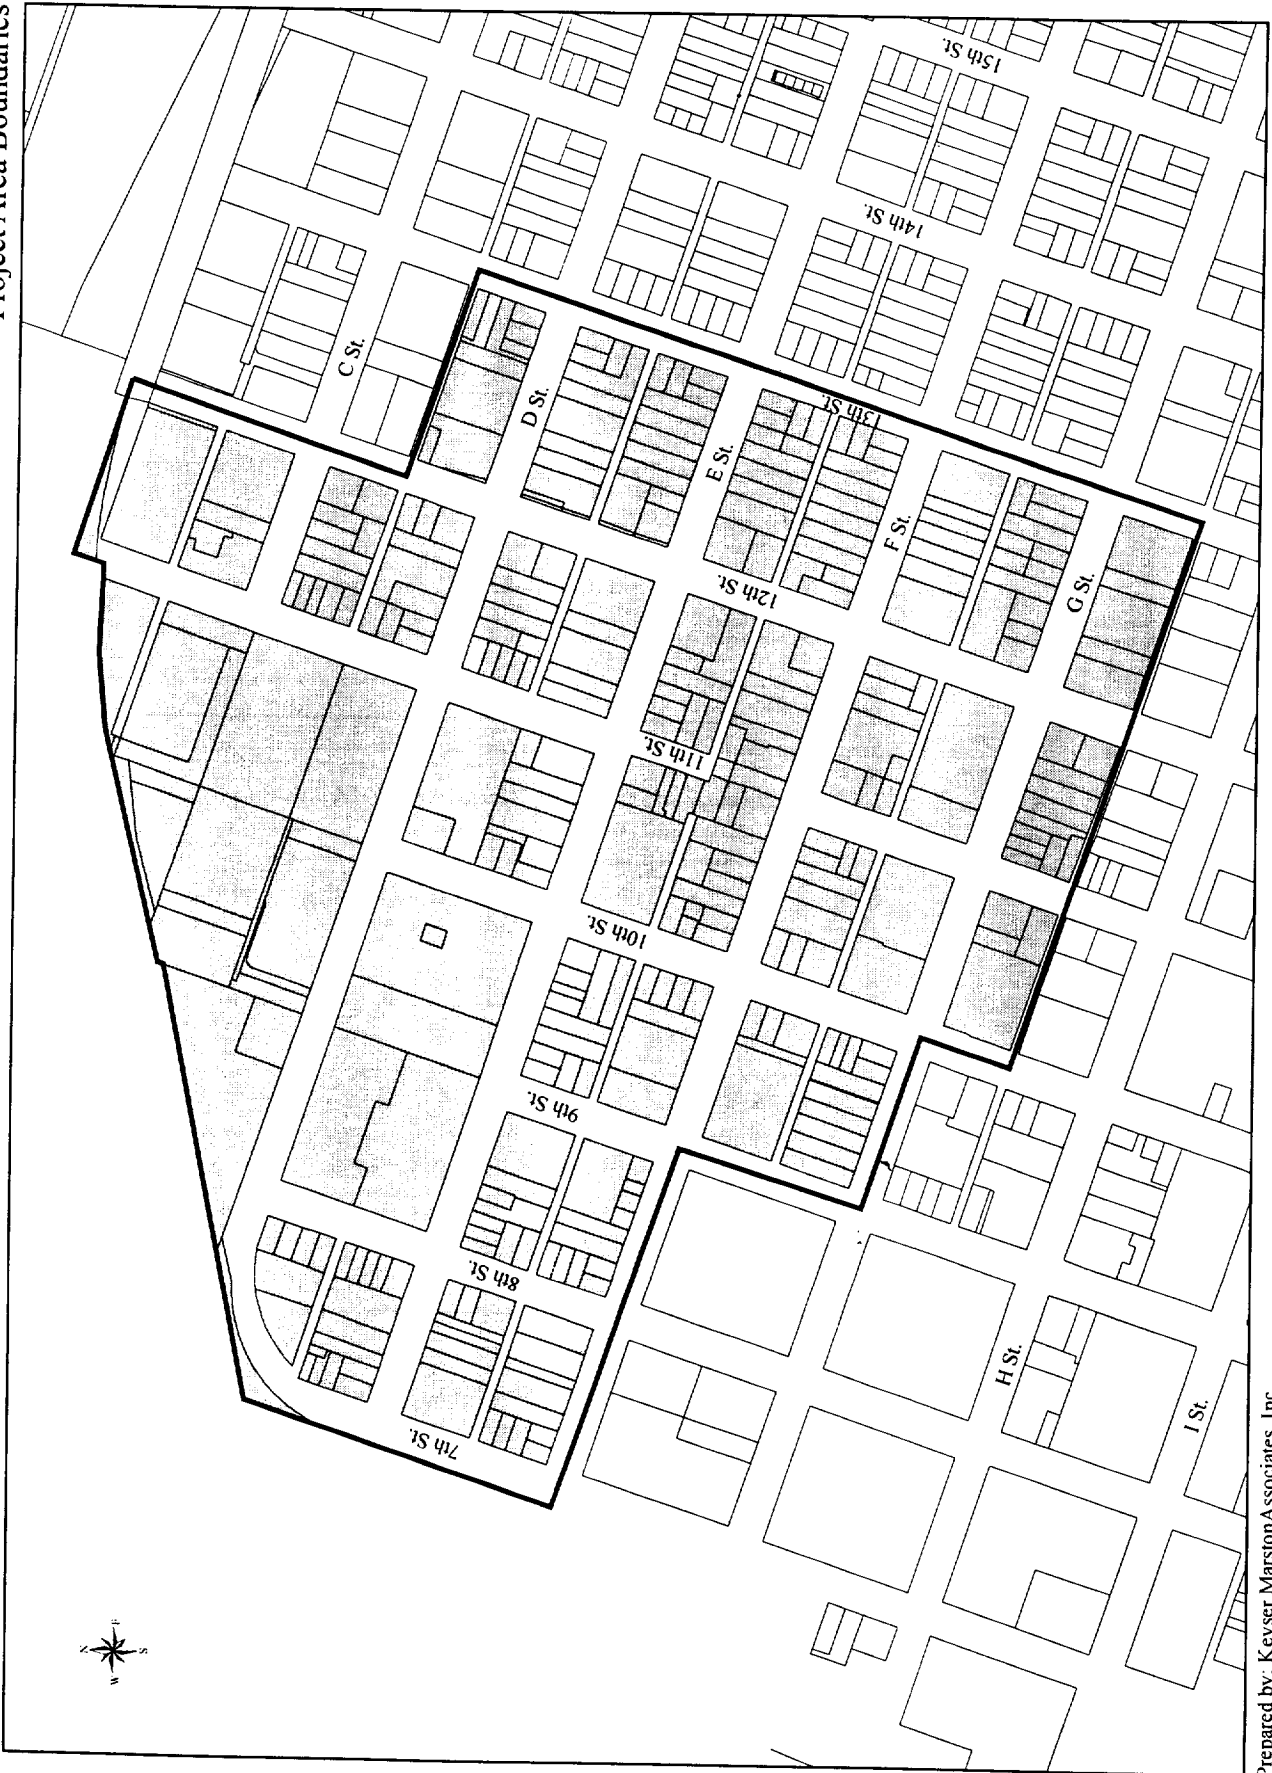 Project Area Boundaries
15th St.
14th St.
C St.
D St.
13th St.
E St.
F St.
12th St.
G St.
11th St.
10th St.
9th St.
8th St.
7th St.
H St.
I St.
N
W
E
S
Prepared by: Keyser Marston Associates, Inc.